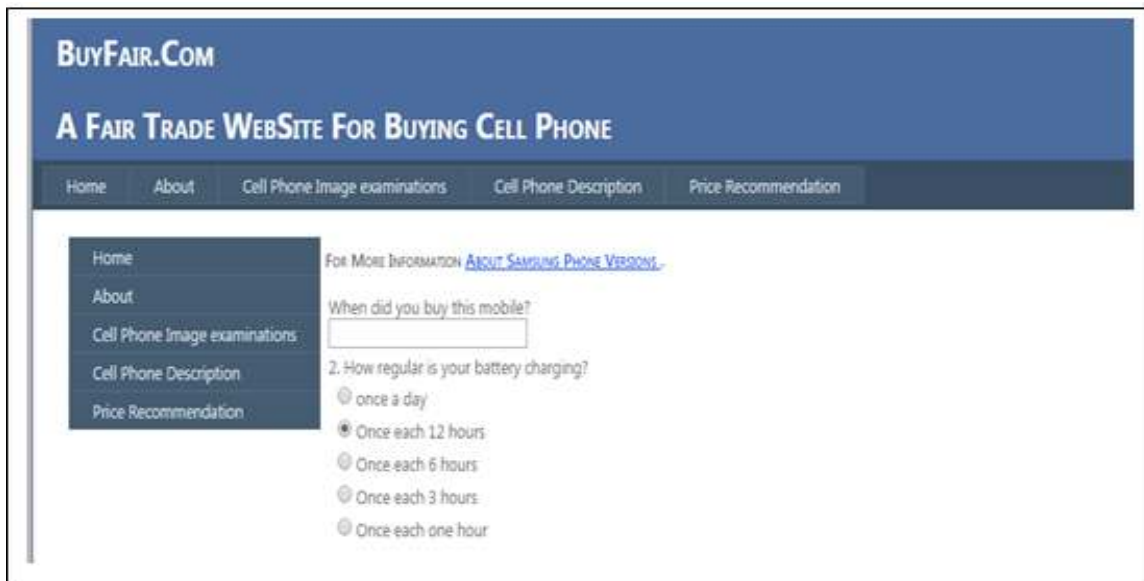 BuyFair.Com
A Fair Trade WebSite For Buying Cell Phone
Home About Cell Phone Image examinations Cell Phone Description Price Recommendation
Home
About
Cell Phone Image examinations
Cell Phone Description
Price Recommendation
For More Information About Samsung Phone Versions .
When did you buy this mobile?
2. How regular is your battery charging?
once a day
Once each 12 hours
Once each 6 hours
Once each 3 hours
Once each one hour